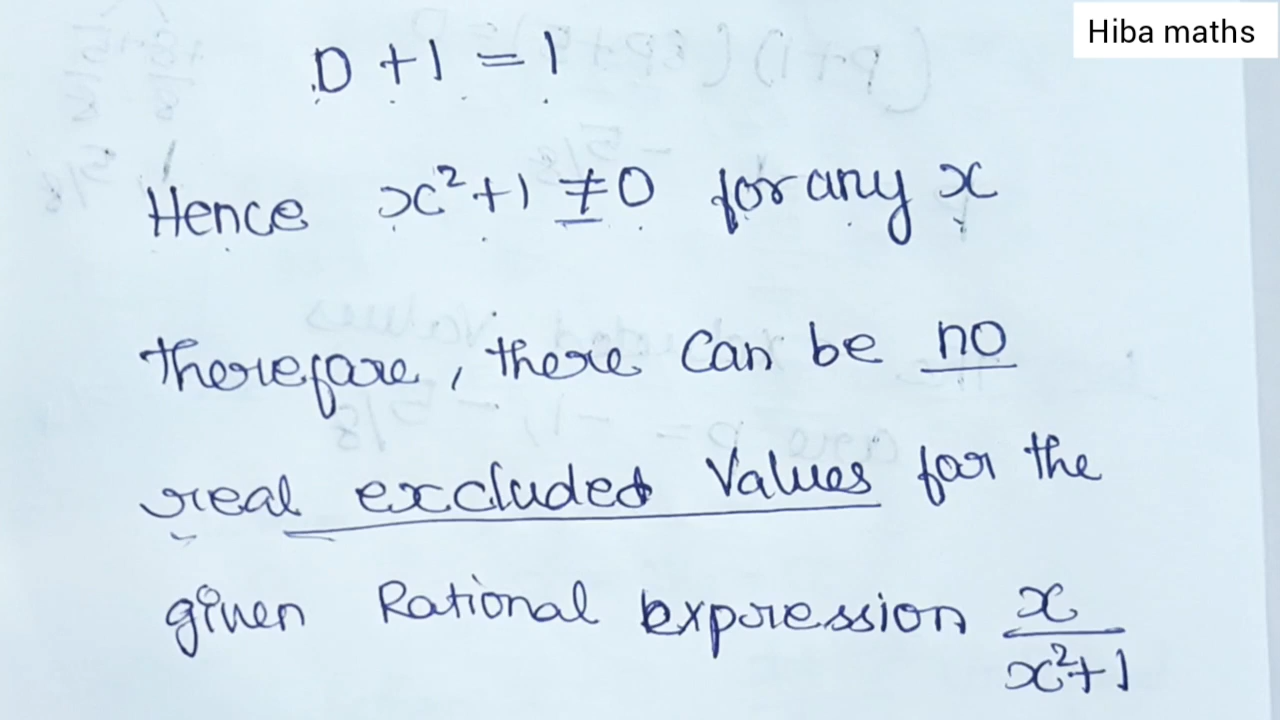 Hiba maths
0 +1 = 1
Hence x²+1 ≠0 for any x
therefore, there can be no
real excluded Values for the
given Rational expression x/x²+1